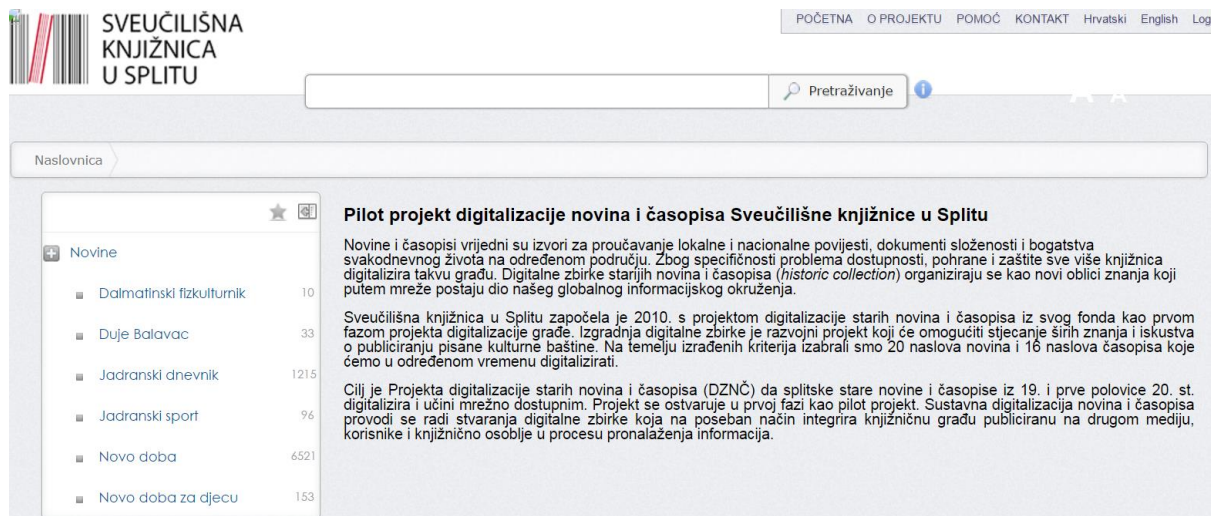 SVEUČILIŠNA
KNJIŽNICA
U SPLITU
POČETNA O PROJEKTU POMOĆ KONTAKT Hrvatski English Log
Pretraživanje
A A
Naslovnica
Novine
Dalmatinski fizkulturnik 10
Duje Balavac 33
Jadranski dnevnik 1215
Jadranski sport 96
Novo doba 6521
Novo doba za djecu 153
Pilot projekt digitalizacije novina i časopisa Sveučilišne knjižnice u Splitu
Novine i časopisi vrijedni su izvori za proučavanje lokalne i nacionalne povijesti, dokumenti složenosti i bogatstva
svakodnevnog života na određenom području. Zbog specifičnosti problema dostupnosti, pohrane i zaštite sve više knjižnica
digitalizira takvu građu. Digitalne zbirke starijih novina i časopisa (historic collection) organiziraju se kao novi oblici znanja koji
putem mreže postaju dio našeg globalnog informacijskog okruženja.
Sveučilišna knjižnica u Splitu započela je 2010. s projektom digitalizacije starih novina i časopisa iz svog fonda kao prvom
fazom projekta digitalizacije građe. Izgradnja digitalne zbirke je razvojni projekt koji će omogućiti stjecanje širih znanja i iskustva
o publiciranju pisane kulturne baštine. Na temelju izrađenih kriterija izabrali smo 20 naslova novina i 16 naslova časopisa koje
ćemo u određenom vremenu digitalizirati.
Cilj je Projekta digitalizacije starih novina i časopisa (DZNČ) da splitske stare novine i časopise iz 19. i prve polovice 20. st.
digitalizira i učini mrežno dostupnim. Projekt se ostvaruje u prvoj fazi kao pilot projekt. Sustavna digitalizacija novina i časopisa
provodi se radi stvaranja digitalne zbirke koja na poseban način integrira knjižničnu građu publiciranu na drugom mediju,
korisnike i knjižnično osoblje u procesu pronalaženja informacija.